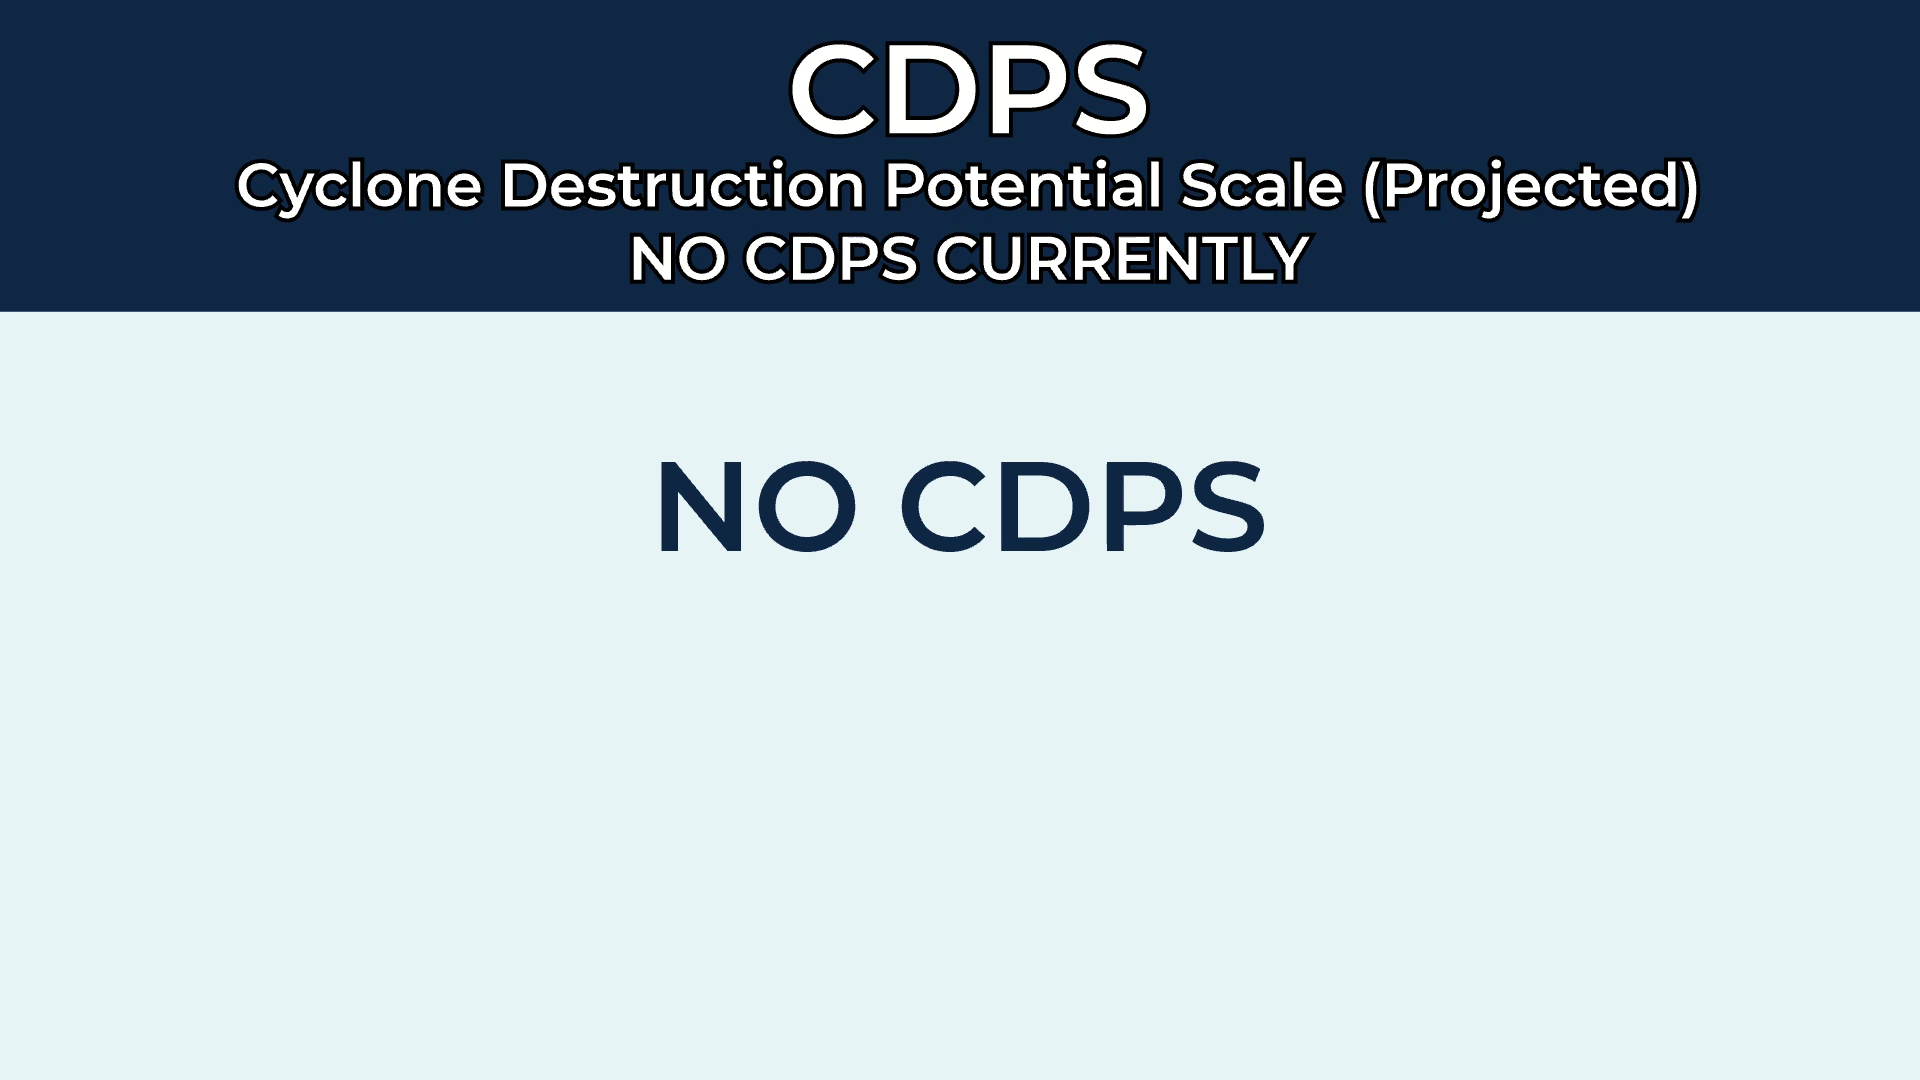 CDPS
Cyclone Destruction Potential Scale (Projected)
NO CDPS CURRENTLY
NO CDPS